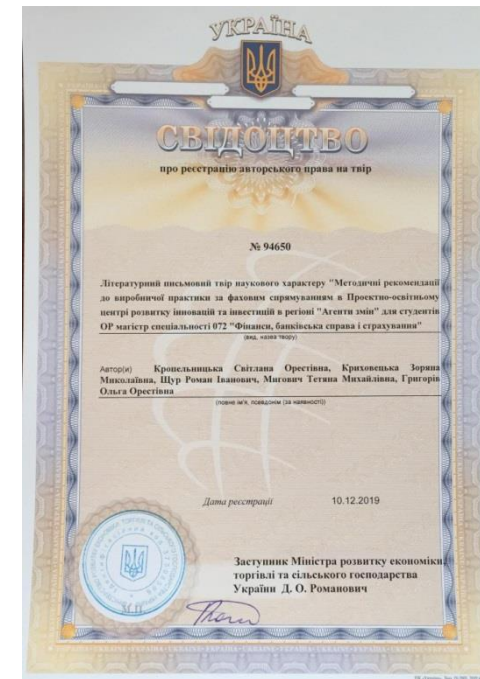 УКРАЇНА
СВІДОЦТВО
про реєстрацію авторського права на твір
№ 94650
Літературний письмовий твір наукового характеру "Методичні рекомендації
до виробничої практики за фаховим спрямуванням в Проектно-освітньому
центрі розвитку інновацій та інвестицій в регіоні "Агенти змін" для студентів
ОР магістр спеціальності 072 "Фінанси, банківська справа і страхування"
(вид, назва твору)
Автор(и) Кропельницька Світлана Орестівна, Криховецька Зоряна
Миколаївна, Щур Роман Іванович, Мигович Тетяна Михайлівна, Григорів
Ольга Орестівна
(повне ім'я, псевдонім (за наявності))
Дата реєстрації 10.12.2019
Заступник Міністра розвитку економіки,
торгівлі та сільського господарства
України Д. О. Романович
М.П.